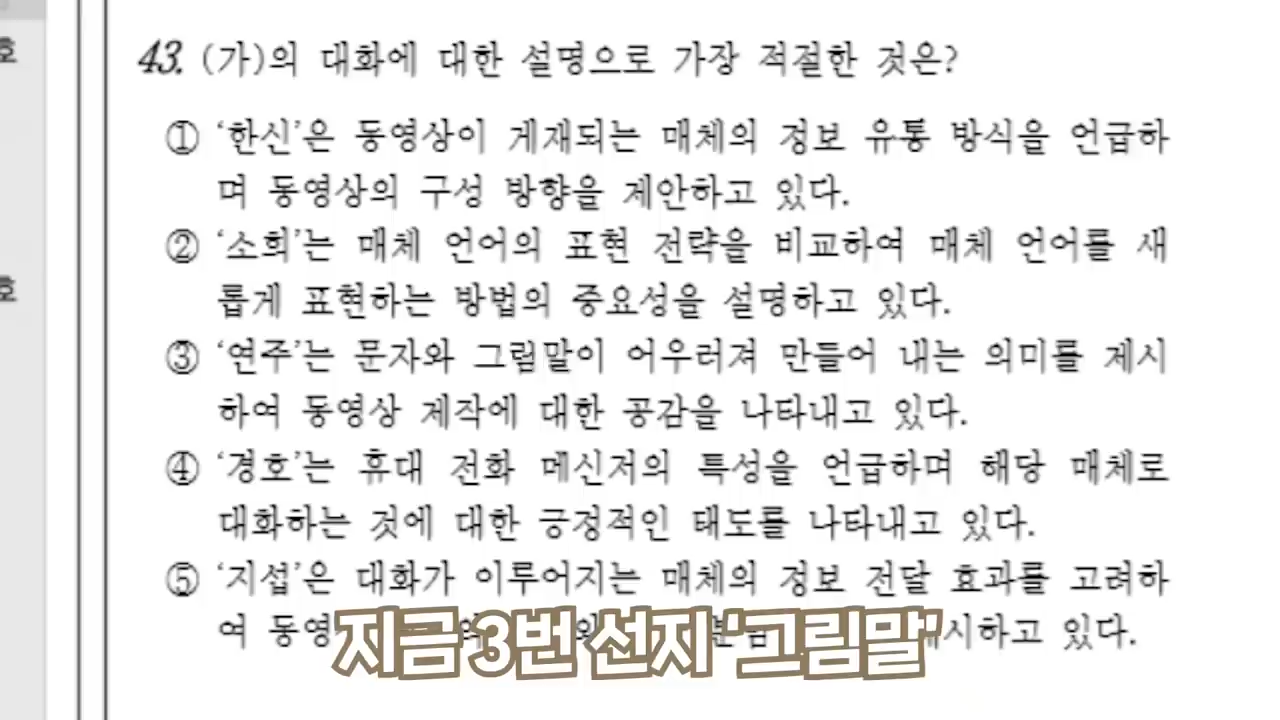 호
호
43. (가)의 대화에 대한 설명으로 가장 적절한 것은?
① ‘한신’은 동영상이 게재되는 매체의 정보 유통 방식을 언급하
며 동영상의 구성 방향을 제안하고 있다.
② ‘소희’는 매체 언어의 표현 전략을 비교하여 매체 언어를 새
롭게 표현하는 방법의 중요성을 설명하고 있다.
③ ‘연주’는 문자와 그림말이 어우러져 만들어 내는 의미를 제시
하여 동영상 제작에 대한 공감을 나타내고 있다.
④ ‘경호’는 휴대 전화 메신저의 특성을 언급하며 해당 매체로
대화하는 것에 대한 긍정적인 태도를 나타내고 있다.
⑤ ‘지섭’은 대화가 이루어지는 매체의 정보 전달 효과를 고려하
여 있다.
지금 3번 선지 '그림말'